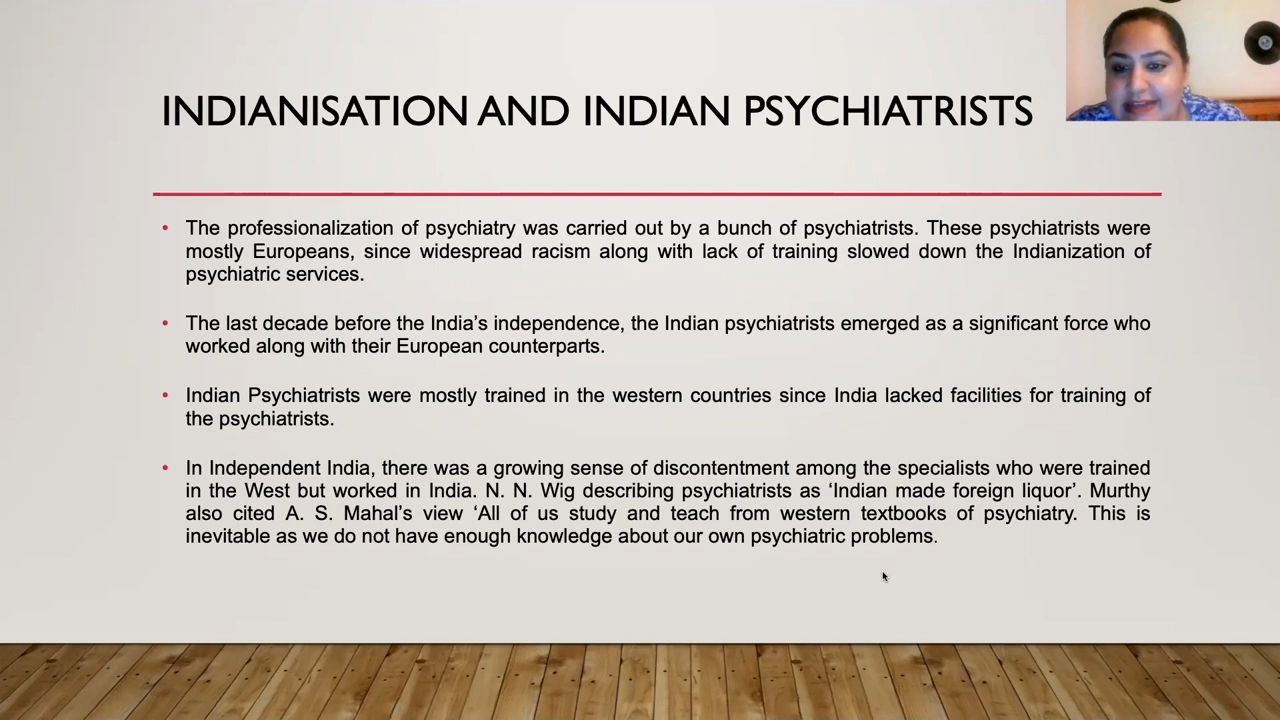 INDIANISATION AND INDIAN PSYCHIATRISTS
• The professionalization of psychiatry was carried out by a bunch of psychiatrists. These psychiatrists were
mostly Europeans, since widespread racism along with lack of training slowed down the Indianization of
psychiatric services.
• The last decade before the India’s independence, the Indian psychiatrists emerged as a significant force who
worked along with their European counterparts.
• Indian Psychiatrists were mostly trained in the western countries since India lacked facilities for training of
the psychiatrists.
• In Independent India, there was a growing sense of discontentment among the specialists who were trained
in the West but worked in India. N. N. Wig describing psychiatrists as ‘Indian made foreign liquor’. Murthy
also cited A. S. Mahal’s view ‘All of us study and teach from western textbooks of psychiatry. This is
inevitable as we do not have enough knowledge about our own psychiatric problems.